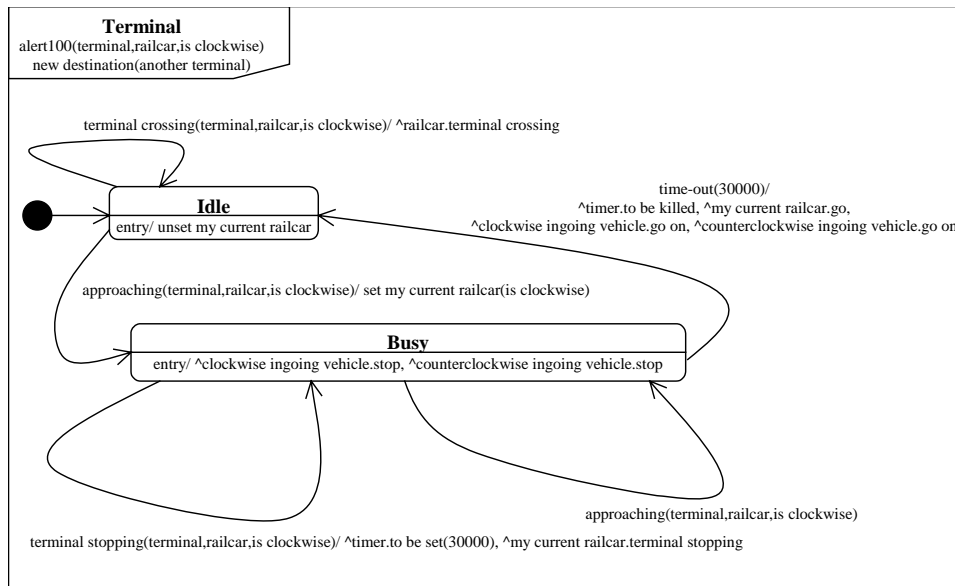 Terminal
alert100(terminal,railcar,is clockwise)
new destination(another terminal)
terminal crossing(terminal,railcar,is clockwise)/ ^railcar.terminal crossing
time-out(30000)/
^timer.to be killed, ^my current railcar.go,
^clockwise ingoing vehicle.go on, ^counterclockwise ingoing vehicle.go on
Idle
entry/ unset my current railcar
approaching(terminal,railcar,is clockwise)/ set my current railcar(is clockwise)
Busy
entry/ ^clockwise ingoing vehicle.stop, ^counterclockwise ingoing vehicle.stop
approaching(terminal,railcar,is clockwise)
terminal stopping(terminal,railcar,is clockwise)/ ^timer.to be set(30000), ^my current railcar.terminal stopping